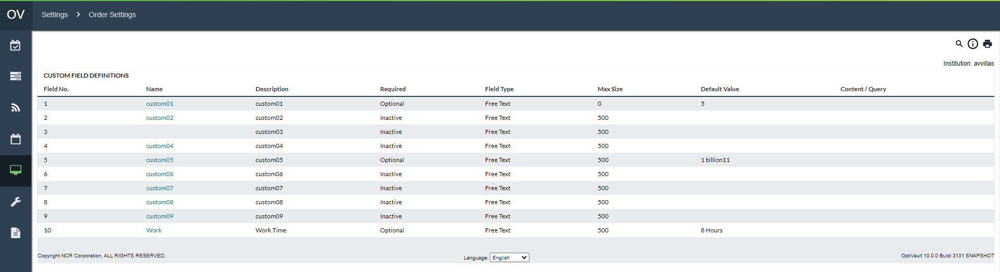 OV Settings Order Settings
Institution: avvillas
CUSTOM FIELD DEFINITIONS
Field No. Name Description Required Field Type Max Size Default Value Content / Query
1 custom01 custom01 Optional Free Text 0 5
2 custom02 custom02 Inactive Free Text 500
3 custom03 Inactive Free Text 500
4 custom04 custom04 Inactive Free Text 500
5 custom05 custom05 Optional Free Text 500 1 billion11
6 custom06 custom06 Inactive Free Text 500
7 custom07 custom07 Inactive Free Text 500
8 custom08 custom08 Inactive Free Text 500
9 custom09 custom09 Inactive Free Text 500
10 Work Work Time Optional Free Text 500 8 Hours
Copyright NCR Corporation, ALL RIGHTS RESERVED. Language: English OptiVault 10.0.0 Build 3131 SNAPSHOT